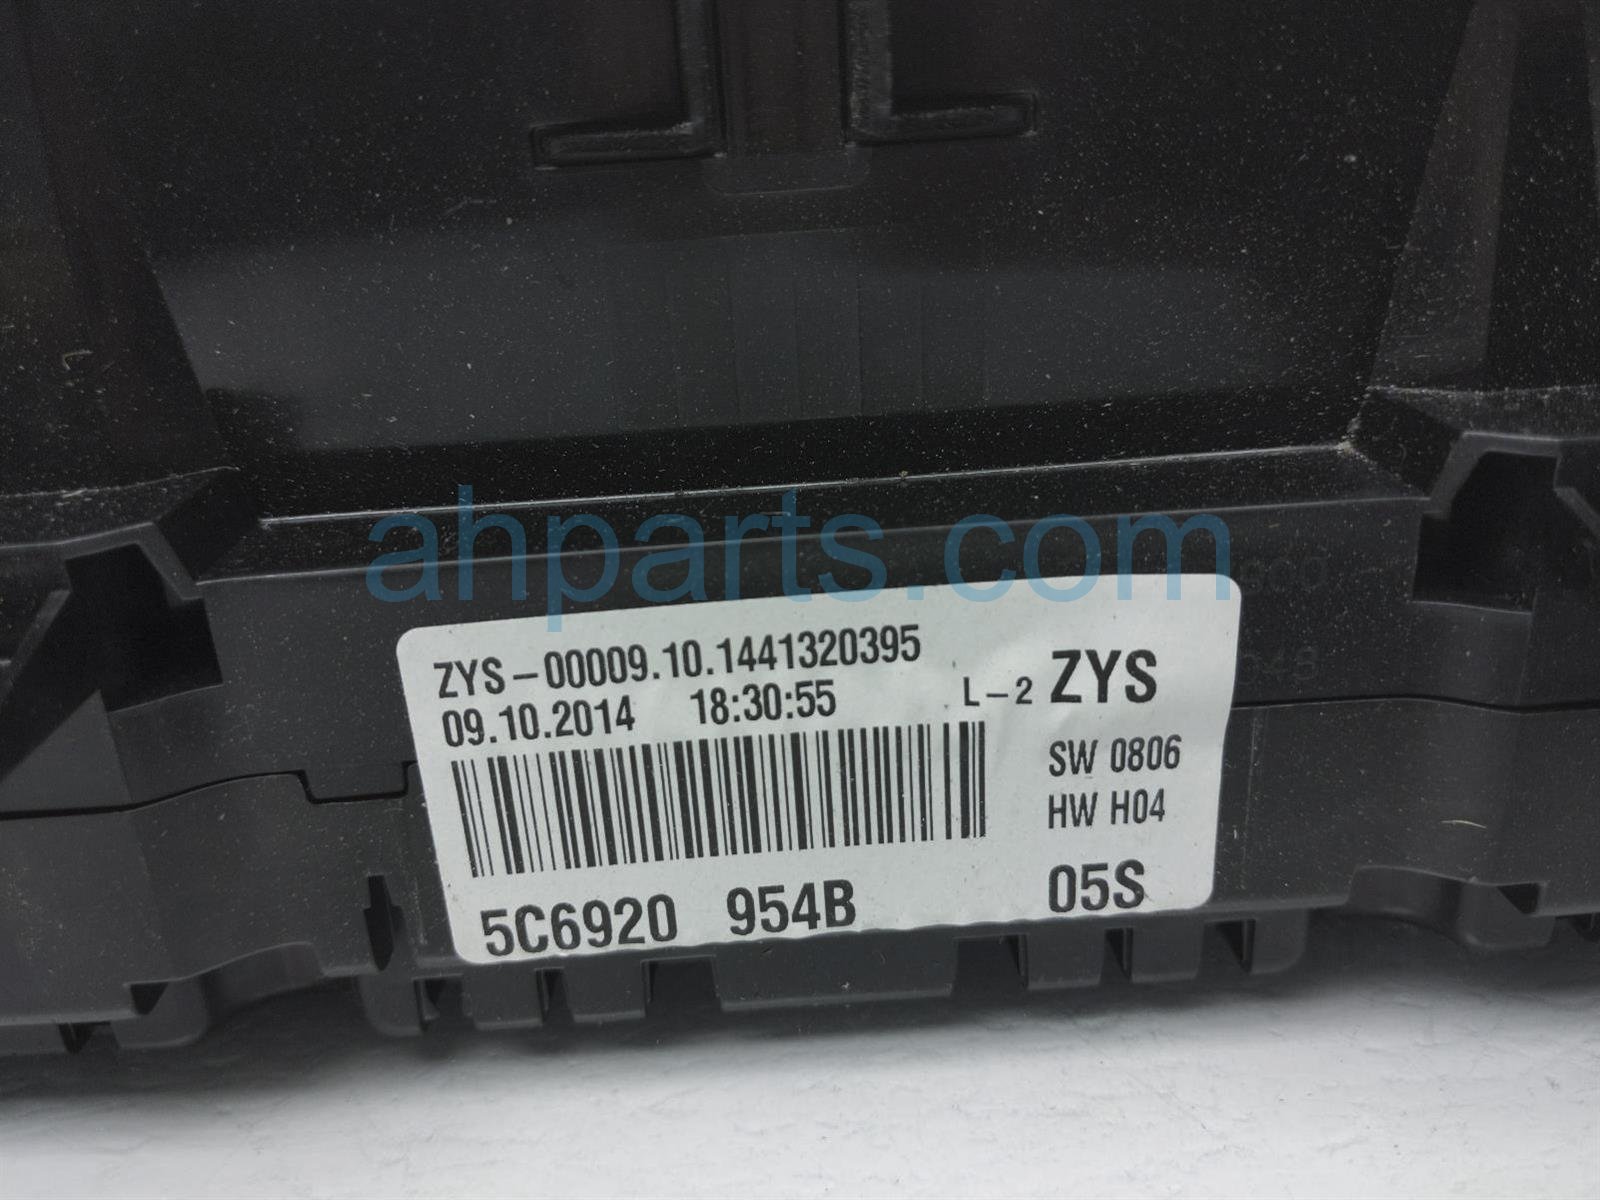 ahparts.com
ZYS-00009.10.1441320395
09.10.2014 18:30:55 L-2 ZYS
SW 0806
HW H04
5C6920 954B 05S